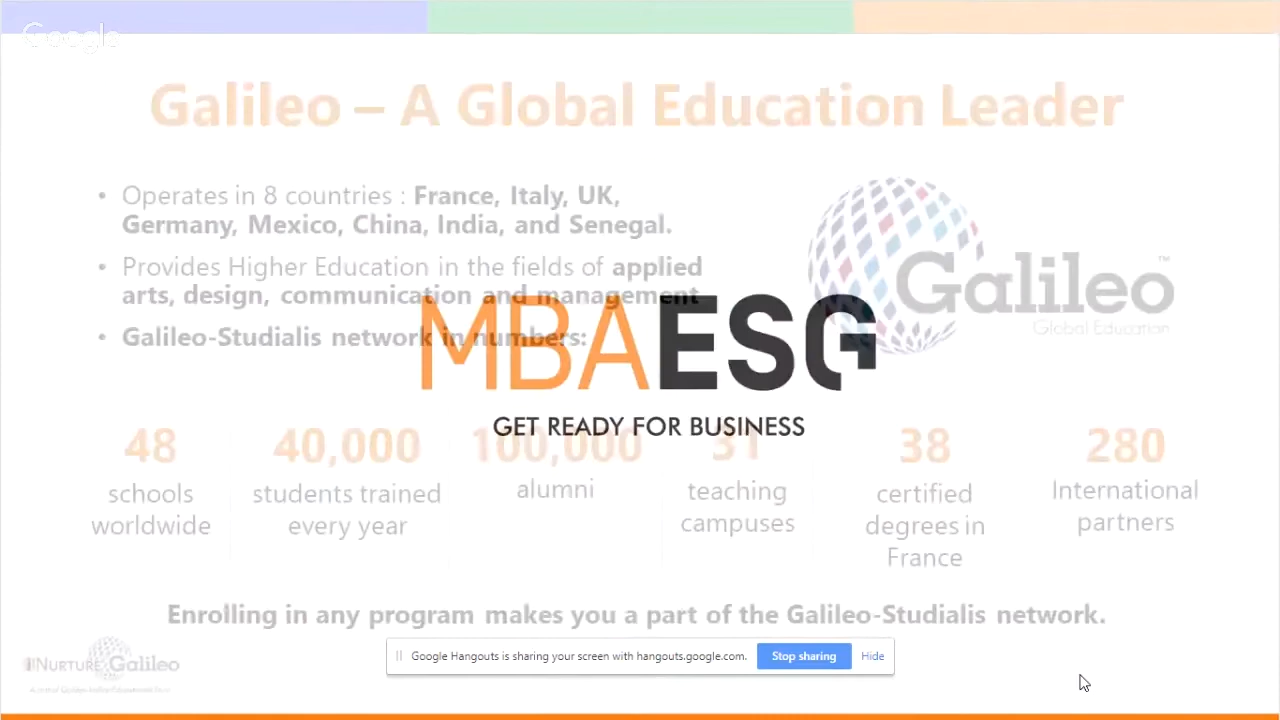 Google
Galileo – A Global Education Leader
• Operates in 8 countries : France, Italy, UK,
Germany, Mexico, China, India, and Senegal.
• Provides Higher Education in the fields of applied
arts, design, communication and management
• Galileo-Studialis network in numbers:
Galileo™
Global Education
MBAESG
GET READY FOR BUSINESS
48
schools
worldwide
40,000
students trained
every year
100,000
alumni
31
teaching
campuses
38
certified
degrees in
France
280
International
partners
Enrolling in any program makes you a part of the Galileo-Studialis network.
iNURTURE Galileo
Google Hangouts is sharing your screen with hangouts.google.com. Stop sharing Hide